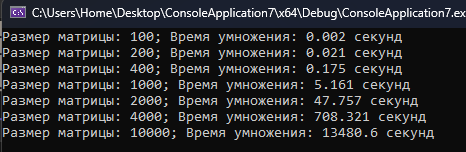 C:\Users\Home\Desktop\ConsoleApplication7\x64\Debug\ConsoleApplication7.ex
Размер матрицы: 100; Время умножения: 0.002 секунд
Размер матрицы: 200; Время умножения: 0.021 секунд
Размер матрицы: 400; Время умножения: 0.175 секунд
Размер матрицы: 1000; Время умножения: 5.161 секунд
Размер матрицы: 2000; Время умножения: 47.757 секунд
Размер матрицы: 4000; Время умножения: 708.321 секунд
Размер матрицы: 10000; Время умножения: 13480.6 секунд